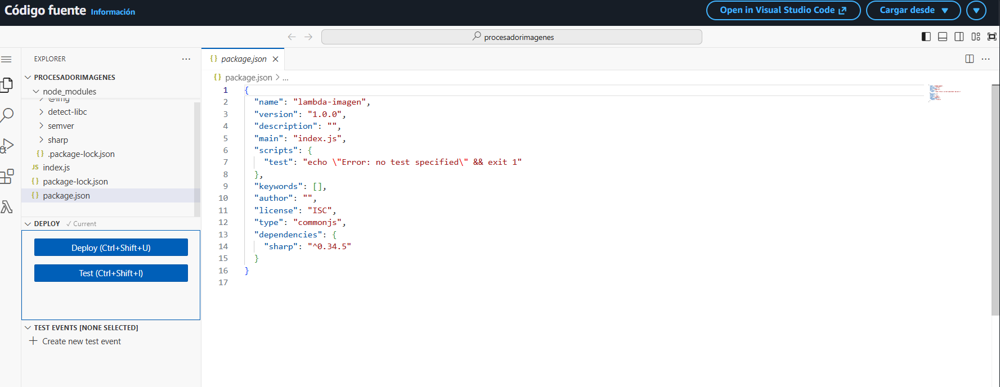 Código fuente Información
Open in Visual Studio Code
Cargar desde
procesadorimagenes
EXPLORER
PROCESADORIMAGENES
node_modules
@img
detect-libc
semver
sharp
{} .package-lock.json
JS index.js
{} package-lock.json
{} package.json
DEPLOY ✓ Current
Deploy (Ctrl+Shift+U)
Test (Ctrl+Shift+I)
TEST EVENTS [NONE SELECTED]
+ Create new test event
{} package.json ×
{} package.json > ...
1 {
2 "name": "lambda-imagen",
3 "version": "1.0.0",
4 "description": "",
5 "main": "index.js",
6 "scripts": {
7 "test": "echo \"Error: no test specified\" && exit 1"
8 },
9 "keywords": [],
10 "author": "",
11 "license": "ISC",
12 "type": "commonjs",
13 "dependencies": {
14 "sharp": "^0.34.5"
15 }
16 }
17